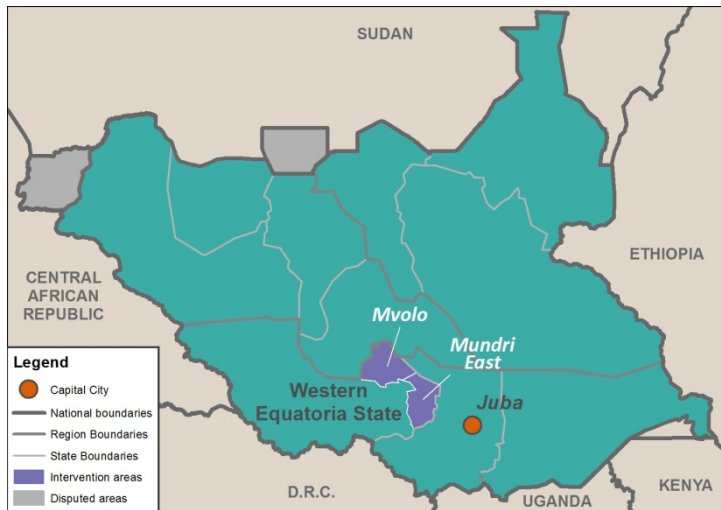 SUDAN
ETHIOPIA
CENTRAL
AFRICAN
REPUBLIC
Mvolo
Mundri
East
Western
Equatoria State
Juba
D.R.C.
UGANDA
KENYA
Legend
Capital City
National boundaries
Region Boundaries
State Boundaries
Intervention areas
Disputed areas